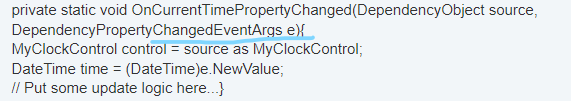 private static void OnCurrentTimePropertyChanged(DependencyObject source,
DependencyPropertyChangedEventArgs e){
MyClockControl control = source as MyClockControl;
DateTime time = (DateTime)e.NewValue;
// Put some update logic here...}